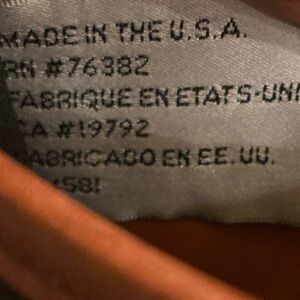 MADE IN THE U.S.A.
RN #76382
FABRIQUE EN ETATS-UNI
CA #19792
FABRICADO EN EE. UU.